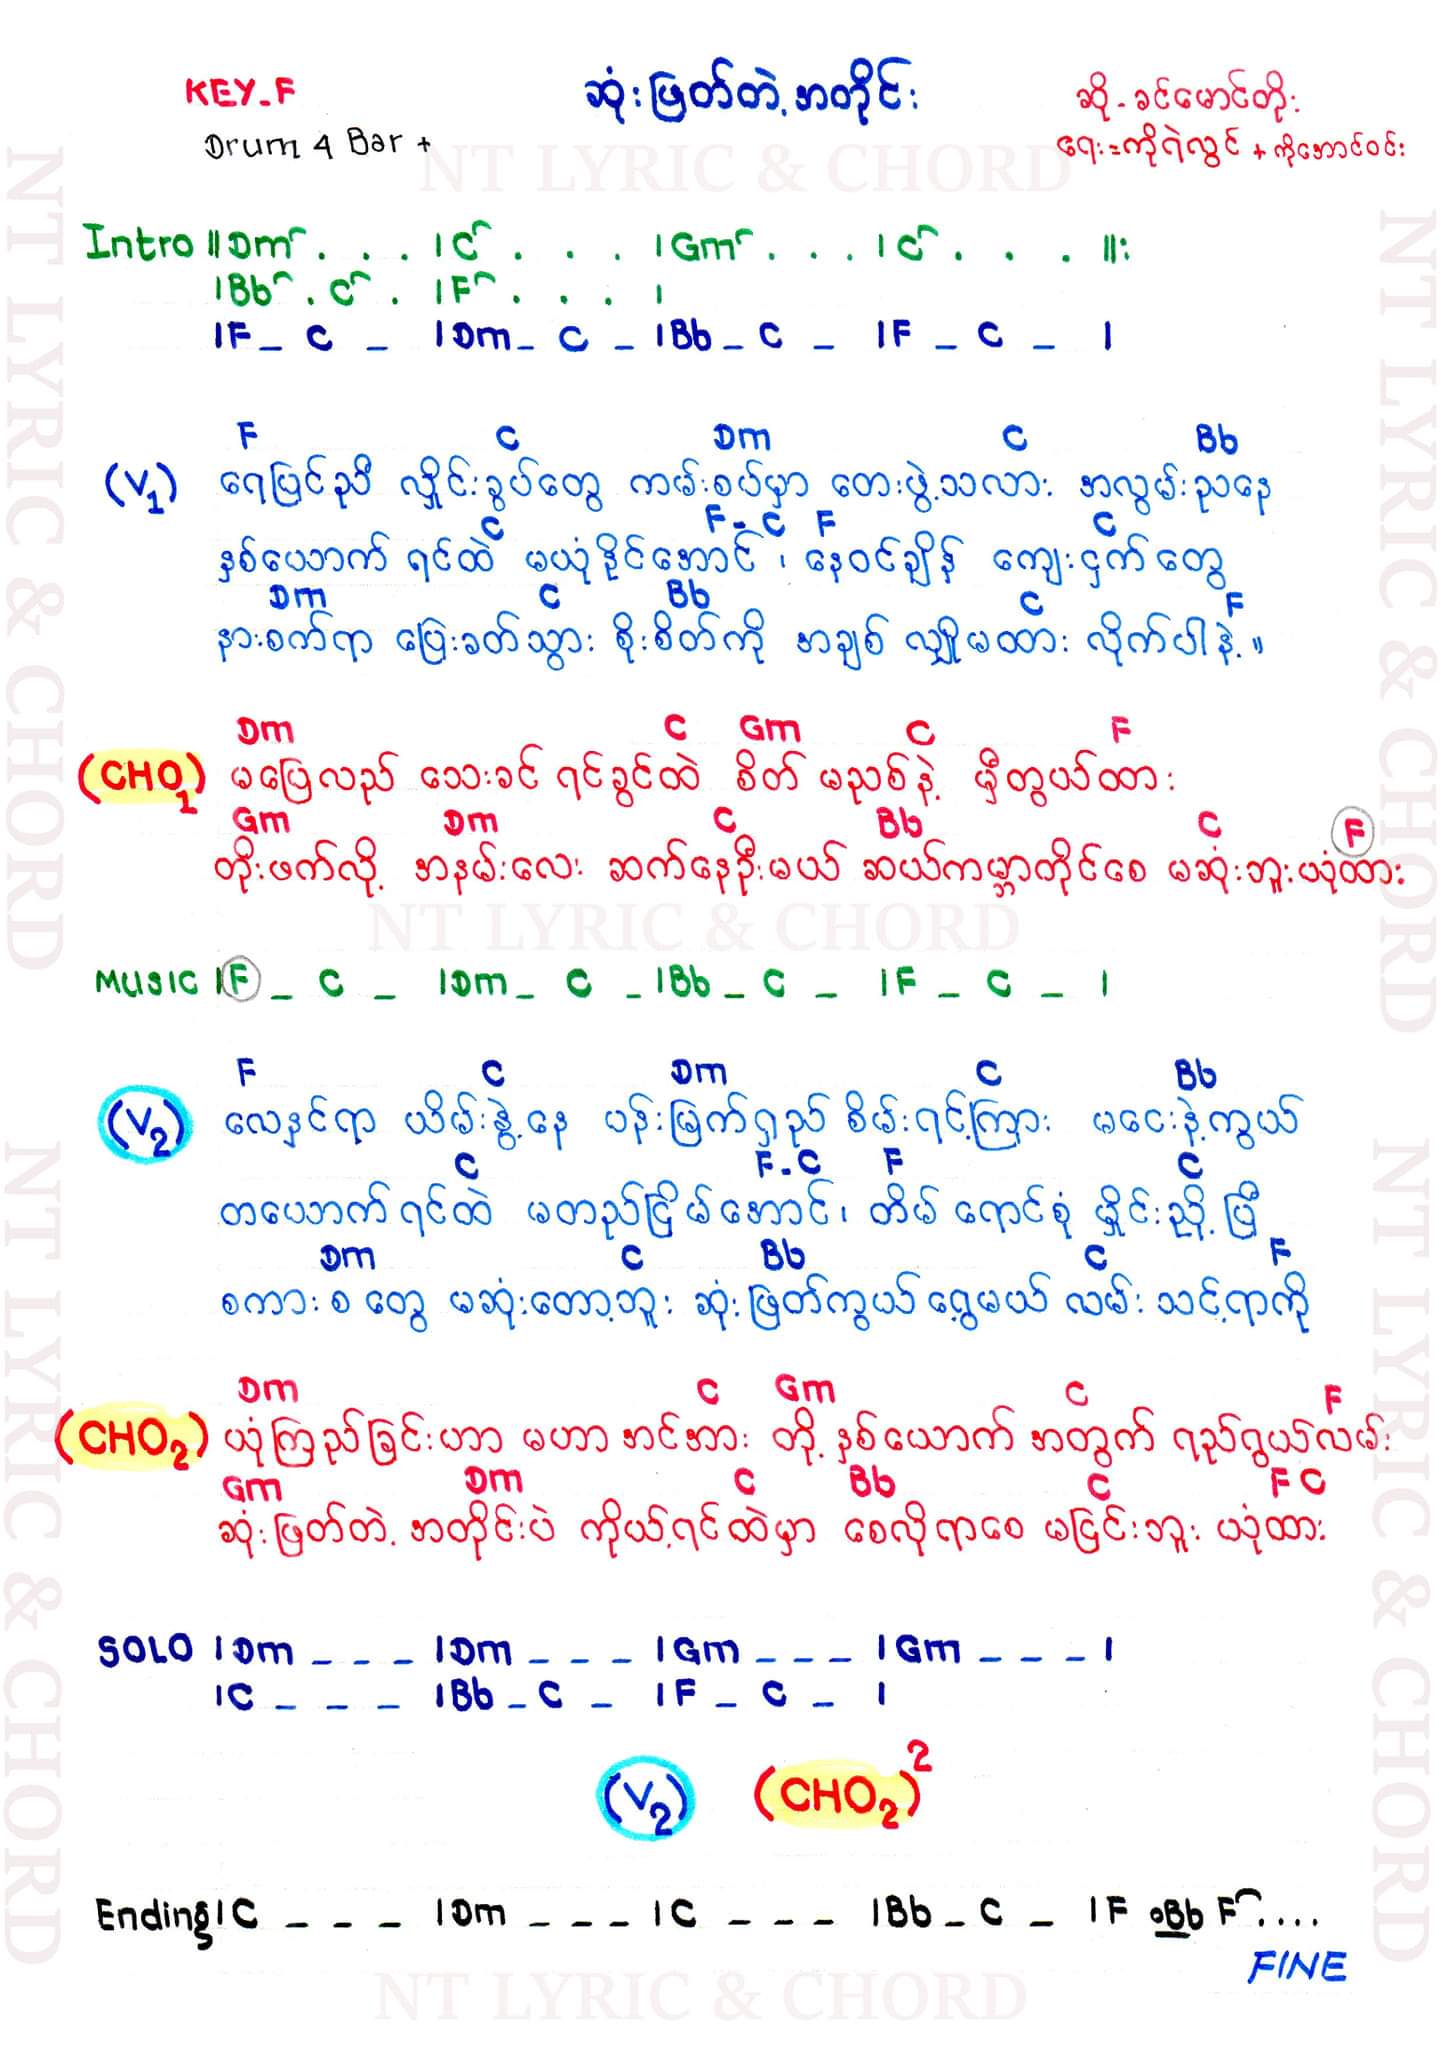 KEY-F
ဆုံးဖြတ်တဲ့အတိုင်း
ဆို - ခင်မောင်တိုး
Drum 4 Bar +
ရေး = ကိုရဲလွင် + ကိုအောင်ဝင်း
NT LYRIC & CHORD
Intro ||Dm . . . |C . . . |Gm . . . |C . . . ||:
|Bb . C . |F . . . |
|F _ C _ |Dm _ C _ |Bb _ C _ |F _ C _ |
F C Dm C Bb
(V1) ရေပြင်ညီ လှိုင်းခွပ်တွေ ကမ်းစပ်မှာ တေးဖွဲ့သလား အလွမ်းညနေ
C F - C F C
နှစ်ယောက် ရင်ထဲ မယုံနိုင်အောင်၊ နေဝင်ချိန် ကျေးငှက်တွေ
Dm C Bb C F
နားစက်ရာ ပြေးခတ်သွား စိုးစိတ်ကို အချစ် လျှိုမထား လိုက်ပါနဲ့။
Dm C Gm C F
(CHO1) မပြေလည် သေးခင် ရင်ခွင်ထဲ စိတ် မညစ်နဲ့ မှီတွယ်ထား
Gm Dm C Bb C F
တိုးဖက်လို့ အနမ်းလေး ဆက်နေဦးမယ် ဆယ်ကမ္ဘာတိုင်စေ မဆုံးဘူးယုံထား
NT LYRIC & CHORD
MUSIC |F _ C _ |Dm _ C _ |Bb _ C _ |F _ C _ |
F C Dm C Bb
(V2) လေနှင်ရာ ယိမ်းနွဲ့နေ ပန်းမြက်ရှည် စိမ်းရင့်ကြား မငေးနဲ့ကွယ်
C F - C F C
တယောက်ရင်ထဲ မတည်ငြိမ်အောင်၊ တိမ် ရောင်စုံ မှိုင်းညို့ ပြီ
Dm C Bb C F
စကားစ တွေ မဆုံးတော့ဘူး ဆုံးဖြတ်ကွယ် ရွေ့မယ် လမ်း သင့်ရာကို
Dm C Gm C F
(CHO2) ယုံကြည်ခြင်းဟာ မဟာ အင်အား တို့ နှစ်ယောက် အတွက် ရည်ရွယ်လမ်း
Gm Dm C Bb C F C
ဆုံးဖြတ်တဲ့ အတိုင်းပဲ ကိုယ့်ရင်ထဲမှာ စေလိုရာစေ မငြင်းဘူး ယုံထား
SOLO |Dm _ _ _ |Dm _ _ _ |Gm _ _ _ |Gm _ _ _ |
|C _ _ _ |Bb _ C _ |F _ C _ |
(V2) (CHO2)2
Ending |C _ _ _ |Dm _ _ _ |C _ _ _ |Bb _ C _ |F Bb F . . . .
FINE
NT LYRIC & CHORD
NT LYRIC & CHORD
NT LYRIC & CHORD
NT LYRIC & CHORD
NT LYRIC & CHORD